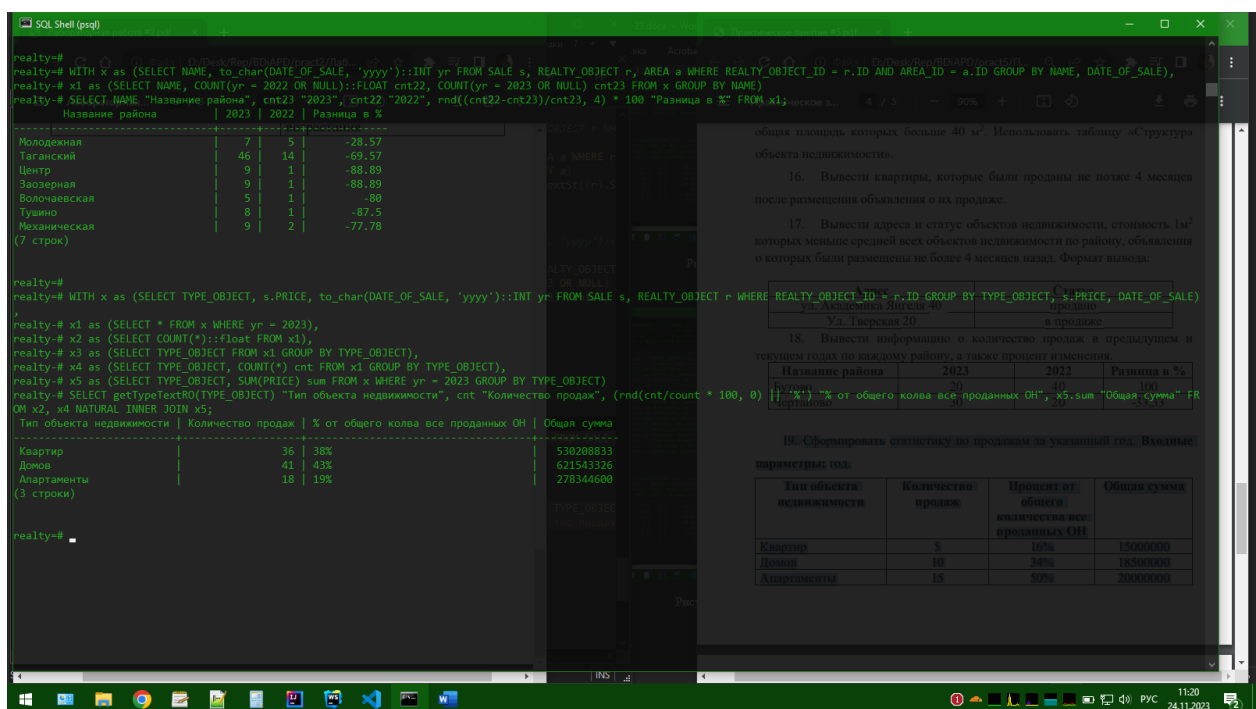 SQL Shell (psql)
realty=#
realty=# WITH x as (SELECT NAME, to_char(DATE_OF_SALE, 'yyyy')::INT yr FROM SALE s, REALTY_OBJECT r, AREA a WHERE REALTY_OBJECT_ID = r.ID AND AREA_ID = a.ID GROUP BY NAME, DATE_OF_SALE),
realty-# x1 as (SELECT NAME, COUNT(yr = 2022 OR NULL)::FLOAT cnt22, COUNT(yr = 2023 OR NULL) cnt23 FROM x GROUP BY NAME)
realty-# SELECT NAME "Название района", cnt23 "2023", cnt22 "2022", rnd((cnt22-cnt23)/cnt23, 4) * 100 "Разница в %" FROM x1;
Название района | 2023 | 2022 | Разница в %
Молодежная | 7 | 5 | -28.57
Таганский | 46 | 14 | -69.57
Центр | 9 | 1 | -88.89
Заозерная | 9 | 1 | -88.89
Волочаевская | 5 | 1 | -80
Тушино | 8 | 1 | -87.5
Механическая | 9 | 2 | -77.78
(7 строк)
realty=#
realty=# WITH x as (SELECT TYPE_OBJECT, s.PRICE, to_char(DATE_OF_SALE, 'yyyy')::INT yr FROM SALE s, REALTY_OBJECT r WHERE REALTY_OBJECT_ID = r.ID GROUP BY TYPE_OBJECT, s.PRICE, DATE_OF_SALE)
,
realty-# x1 as (SELECT * FROM x WHERE yr = 2023),
realty-# x2 as (SELECT COUNT(*)::float FROM x1),
realty-# x3 as (SELECT TYPE_OBJECT FROM x1 GROUP BY TYPE_OBJECT),
realty-# x4 as (SELECT TYPE_OBJECT, COUNT(*) cnt FROM x1 GROUP BY TYPE_OBJECT),
realty-# x5 as (SELECT TYPE_OBJECT, SUM(PRICE) sum FROM x WHERE yr = 2023 GROUP BY TYPE_OBJECT)
realty-# SELECT getTypeTextRO(TYPE_OBJECT) "Тип объекта недвижимости", cnt "Количество продаж", (rnd(cnt/count * 100, 0) || '%') "% от общего колва все проданных ОН", x5.sum "Общая сумма" FR
OM x2, x4 NATURAL INNER JOIN x5;
Тип объекта недвижимости | Количество продаж | % от общего колва все проданных ОН | Общая сумма
Квартир | 36 | 38% | 530208833
Домов | 41 | 43% | 621543326
Апартаменты | 18 | 19% | 278344600
(3 строки)
realty=#
общая площадь которых больше 40 м². Использовать таблицу «Структура
объекта недвижимости».
16. Вывести квартиры, которые были проданы не позже 4 месяцев
после размещения объявления о их продаже.
17. Вывести адреса и статус объектов недвижимости, стоимость 1м²
которых меньше средней всех объектов недвижимости по району, объявления
о которых были размещены не более 4 месяцев назад. Формат вывода:
ул. Академика Янгеля 40 продано
Ул. Тверская 20 в продаже
18. Вывести информацию о количество продаж в предыдущем и
текущем годах по каждому району, а также процент изменения.
Название района 2023 2022 Разница в %
20 40 100
19. Сформировать статистику по продажам за указанный год. Входные
параметры: год.
Тип объекта недвижимости Количество продаж Процент от общего количества все проданных ОН Общая сумма
Квартир 5 16% 15000000
Домов 10 34% 18500000
Апартаменты 15 50% 20000000
INS
РУС
11:20
24.11.2023